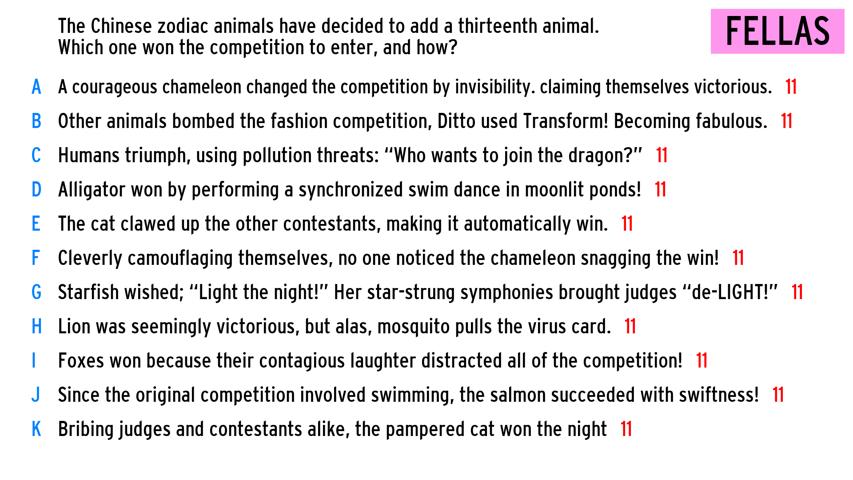 The Chinese zodiac animals have decided to add a thirteenth animal.
Which one won the competition to enter, and how?
FELLAS
A A courageous chameleon changed the competition by invisibility. claiming themselves victorious. 11
B Other animals bombed the fashion competition, Ditto used Transform! Becoming fabulous. 11
C Humans triumph, using pollution threats: “Who wants to join the dragon?” 11
D Alligator won by performing a synchronized swim dance in moonlit ponds! 11
E The cat clawed up the other contestants, making it automatically win. 11
F Cleverly camouflaging themselves, no one noticed the chameleon snagging the win! 11
G Starfish wished; “Light the night!” Her star-strung symphonies brought judges “de-LIGHT!” 11
H Lion was seemingly victorious, but alas, mosquito pulls the virus card. 11
I Foxes won because their contagious laughter distracted all of the competition! 11
J Since the original competition involved swimming, the salmon succeeded with swiftness! 11
K Bribing judges and contestants alike, the pampered cat won the night 11